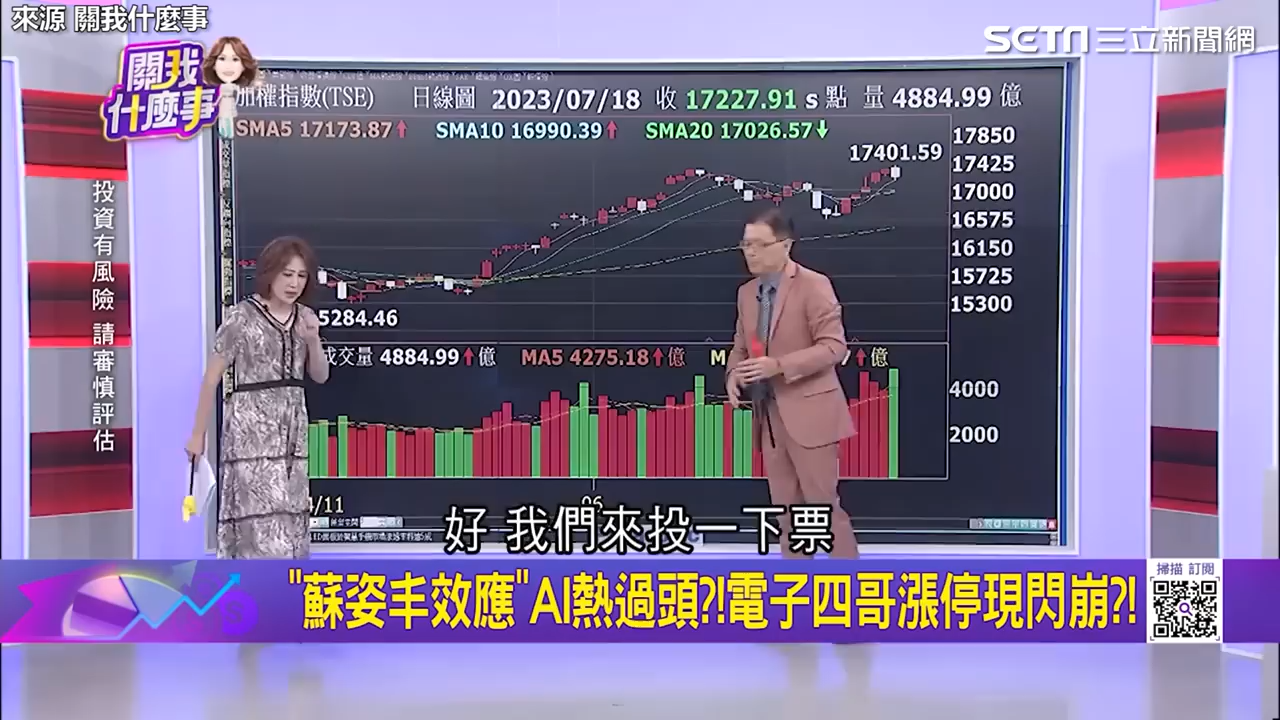 來源 關我什麼事
SETN三立新聞網
關我
什麼事
加權指數(TSE) 日線圖 2023/07/18 收 17227.91 s 點 量 4884.99 億
SMA5 17173.87↑ SMA10 16990.39↑ SMA20 17026.57↓
17850
17401.59
17425
17000
16575
16150
15725
15300
5284.46
投資有風險 請審慎評估
成交量 4884.99↑億 MA5 4275.18↑億
↑億
4000
2000
4/11
06
好 我們來投一下票
"蘇姿丰效應"AI熱過頭?!電子四哥漲停現閃崩?!
掃描 訂閱